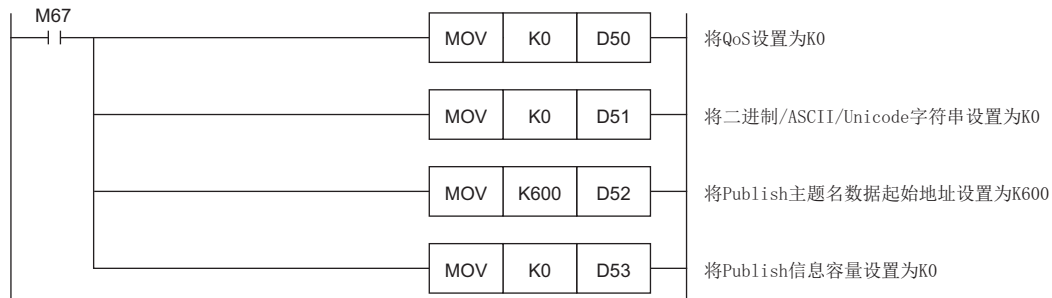 M67
MOV K0 D50 将QoS设置为K0
MOV K0 D51 将二进制/ASCII/Unicode字符串设置为K0
MOV K600 D52 将Publish主题名数据起始地址设置为K600
MOV K0 D53 将Publish信息容量设置为K0